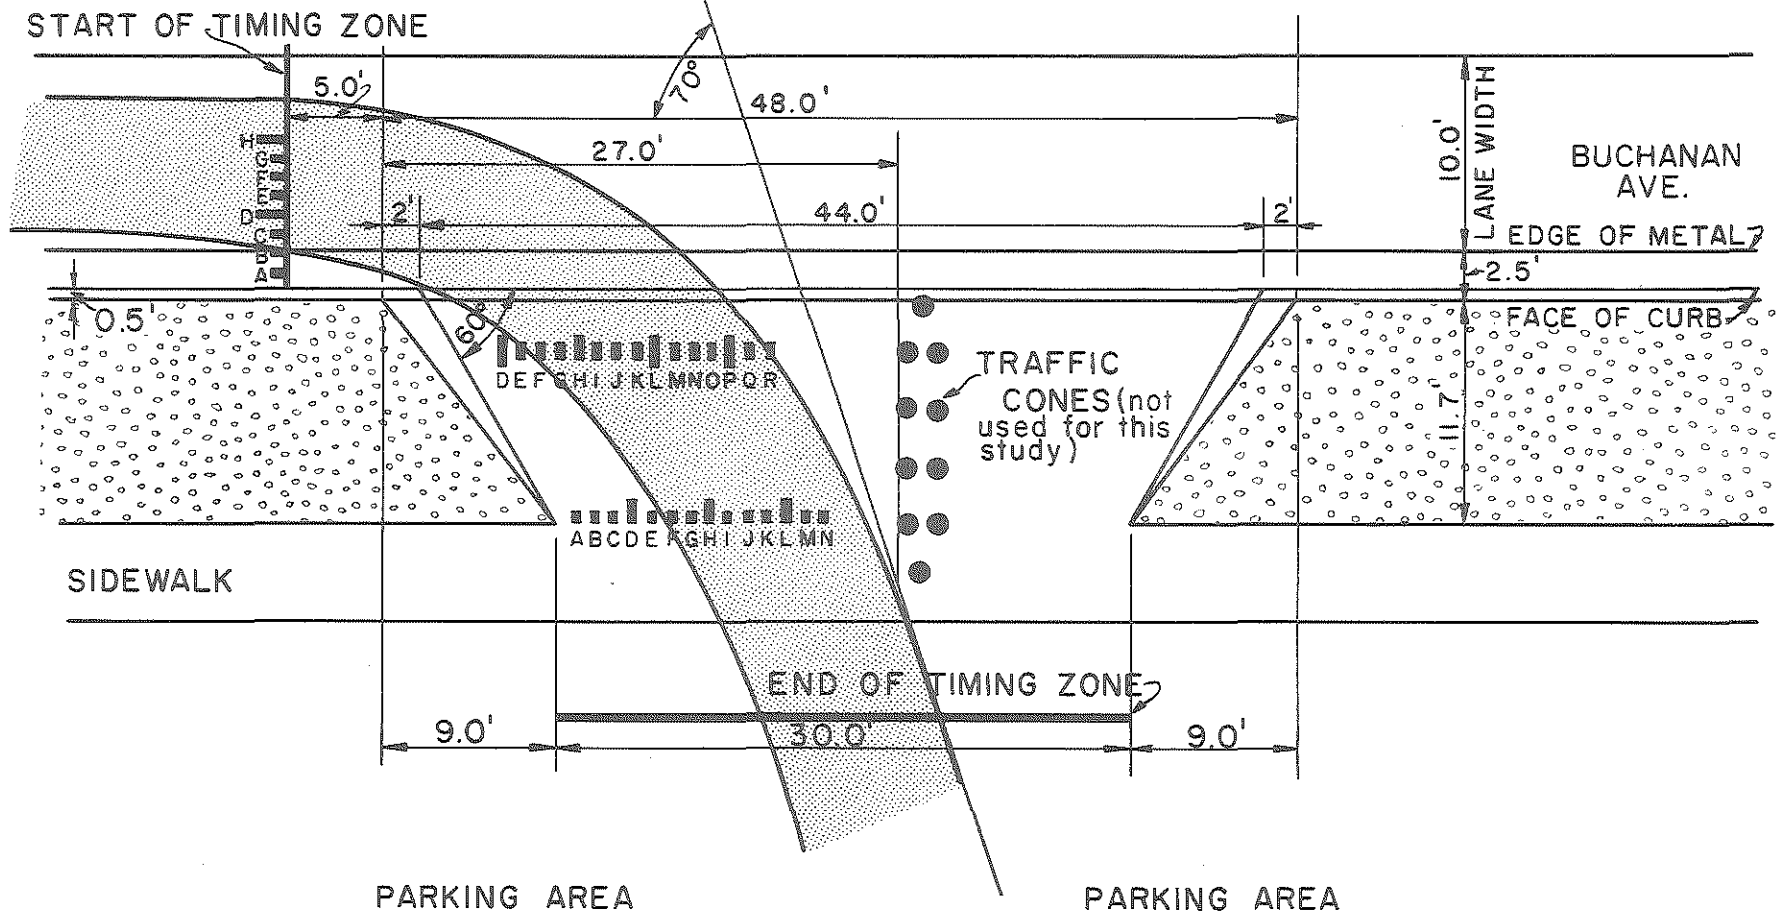 START OF TIMING ZONE
5.0'
70°
48.0'
27.0'
2'
44.0'
2'
10.0'
LANE WIDTH
BUCHANAN
AVE.
H
G
F
E
D
C
B
A
EDGE OF METAL
2.5'
0.5'
60°
FACE OF CURB
D E F G H I J K L M N O P Q R
TRAFFIC
CONES (not
used for this
study)
11.7'
A B C D E F G H I J K L M N
SIDEWALK
END OF TIMING ZONE
9.0'
30.0'
9.0'
PARKING AREA
PARKING AREA